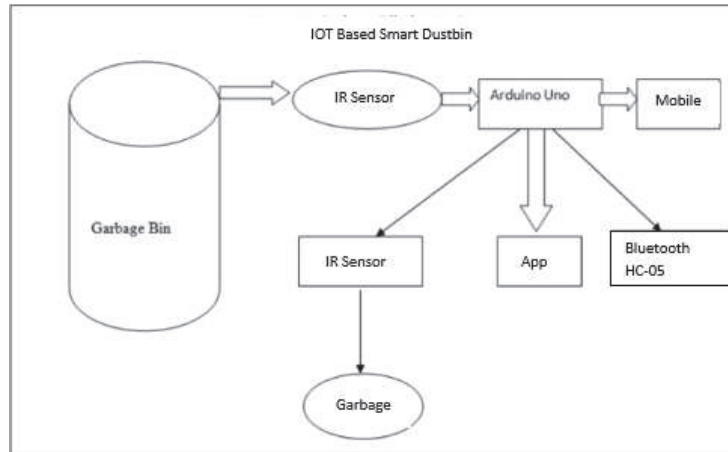 IOT Based Smart Dustbin
IR Sensor
Arduino Uno
Mobile
Garbage Bin
IR Sensor
App
Bluetooth
HC-05
Garbage